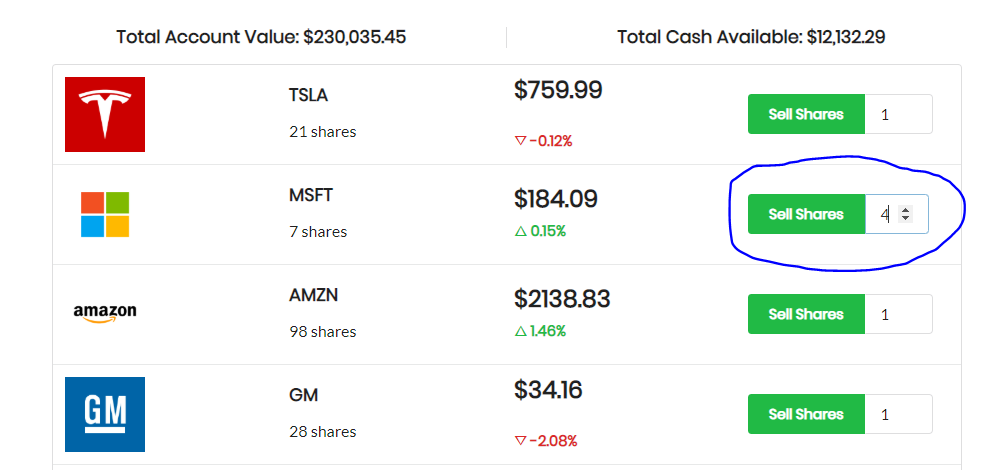 Total Account Value: $230,035.45
Total Cash Available: $12,132.29
TSLA
21 shares
$759.99
-0.12%
Sell Shares 1
MSFT
7 shares
$184.09
0.15%
Sell Shares 4
amazon
AMZN
98 shares
$2138.83
1.46%
Sell Shares 1
GM
GM
28 shares
$34.16
-2.08%
Sell Shares 1